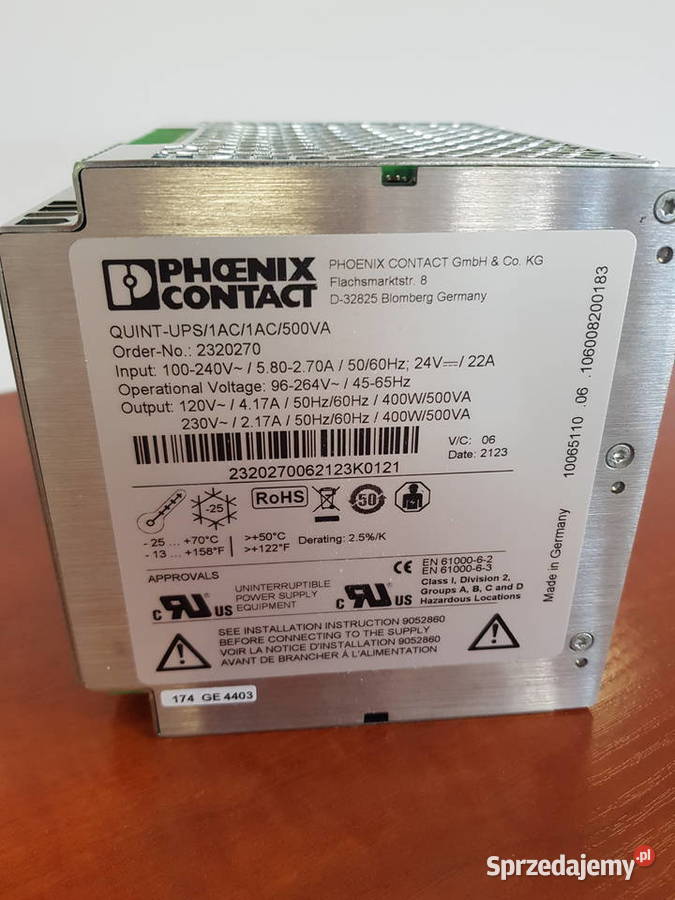 PHŒNIX
CONTACT
PHOENIX CONTACT GmbH & Co. KG
Flachsmarktstr. 8
D-32825 Blomberg Germany
QUINT-UPS/1AC/1AC/500VA
Order-No.: 2320270
Input: 100-240V~ / 5.80-2.70A / 50/60Hz; 24V⎓/ 22A
Operational Voltage: 96-264V~ / 45-65Hz
Output: 120V~ / 4.17A / 50Hz/60Hz / 400W/500VA
230V~ / 2.17A / 50Hz/60Hz / 400W/500VA
V/C: 06
Date: 2123
2320270062123K0121
-25
RoHS
50
- 25 ... +70°C
- 13 ... +158°F
>+50°C
>+122°F
Derating: 2.5%/K
APPROVALS
c RU US
UNINTERRUPTIBLE
POWER SUPPLY
EQUIPMENT
CE
EN 61000-6-2
EN 61000-6-3
c RU US
Class I, Division 2,
Groups A, B, C and D
Hazardous Locations
SEE INSTALLATION INSTRUCTION 9052860
BEFORE CONNECTING TO THE SUPPLY
VOIR LA NOTICE D'INSTALLATION 9052860
AVANT DE BRANCHER À L'ALIMENTATION
Made in Germany 10065110 .06 .106008200183
174 GE 4403
Sprzedajemy.pl